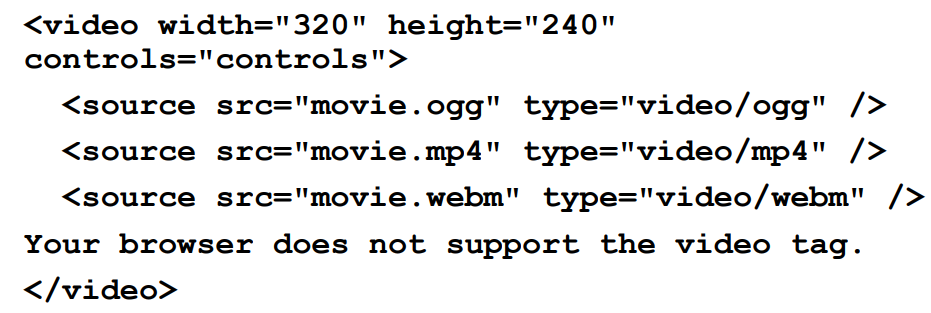 <video width="320" height="240"
controls="controls">
<source src="movie.ogg" type="video/ogg" />
<source src="movie.mp4" type="video/mp4" />
<source src="movie.webm" type="video/webm" />
Your browser does not support the video tag.
</video>